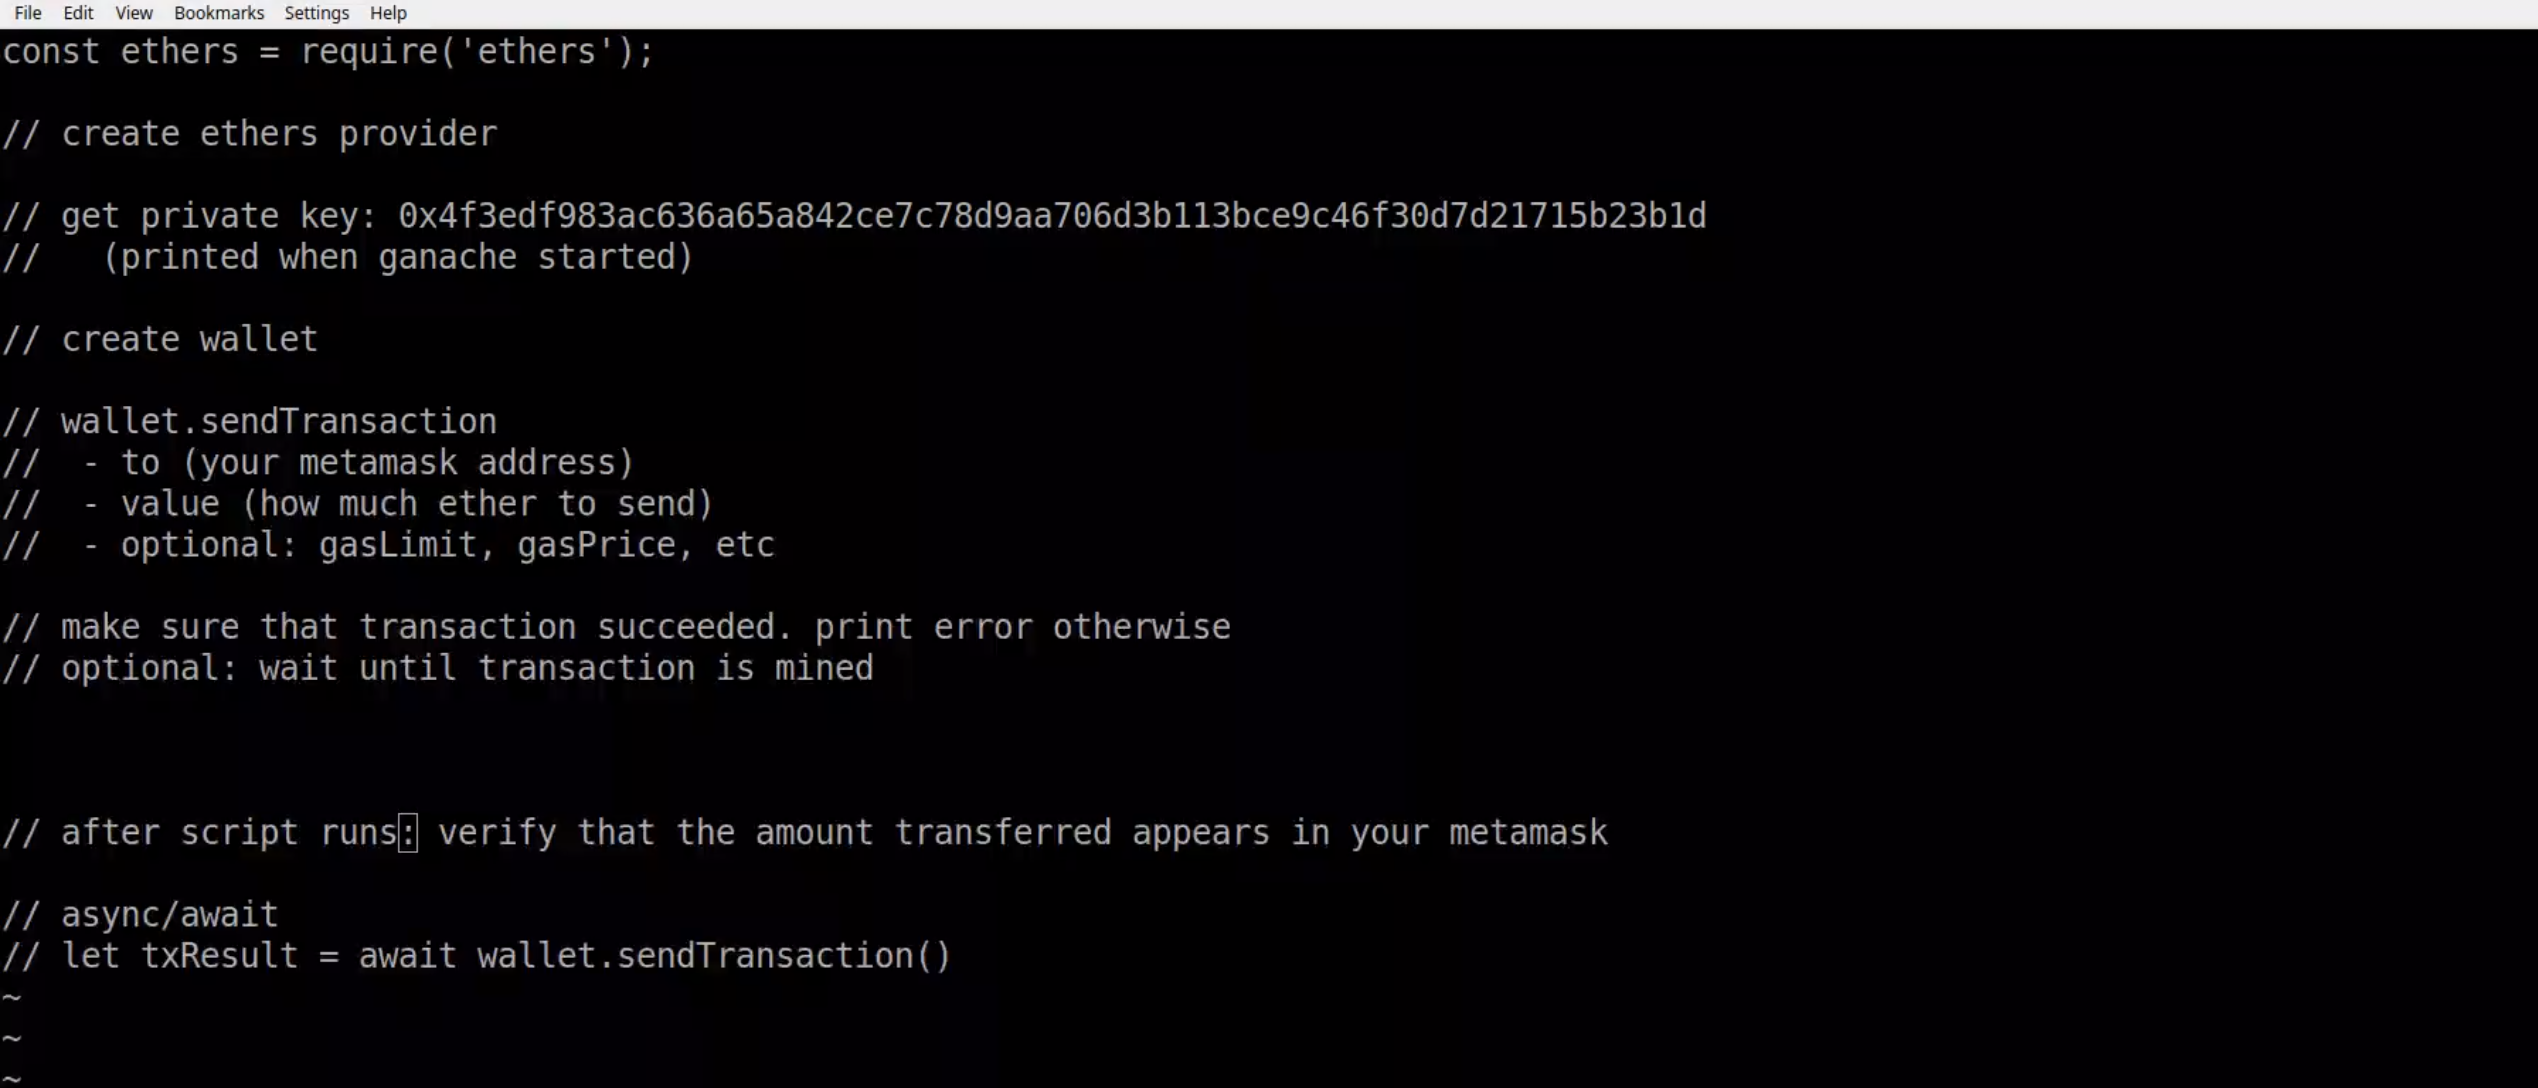 File Edit View Bookmarks Settings Help
const ethers = require('ethers');
// create ethers provider
// get private key: 0x4f3edf983ac636a65a842ce7c78d9aa706d3b113bce9c46f30d7d21715b23b1d
//   (printed when ganache started)
// create wallet
// wallet.sendTransaction
//  - to (your metamask address)
//  - value (how much ether to send)
//  - optional: gasLimit, gasPrice, etc
// make sure that transaction succeeded. print error otherwise
// optional: wait until transaction is mined
// after script runs: verify that the amount transferred appears in your metamask
// async/await
// let txResult = await wallet.sendTransaction()
~
~
~